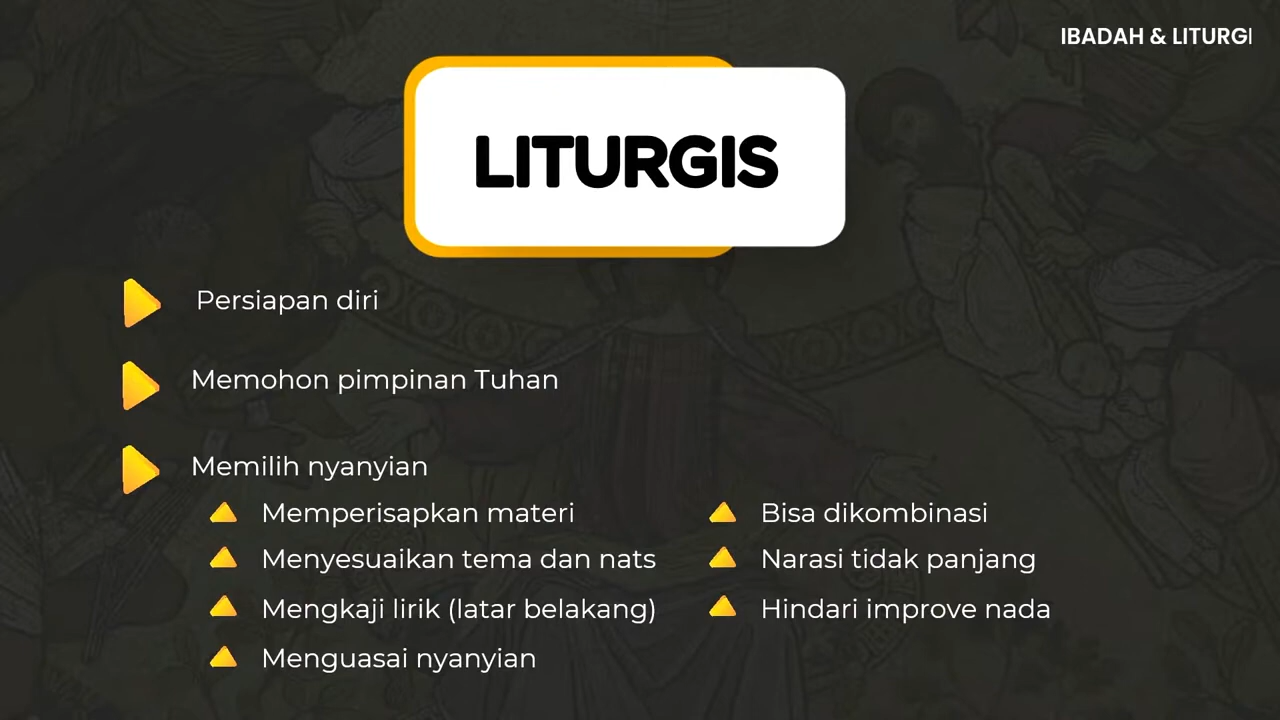 IBADAH & LITURGI
LITURGIS
Persiapan diri
Memohon pimpinan Tuhan
Memilih nyanyian
Memperisapkan materi
Menyesuaikan tema dan nats
Mengkaji lirik (latar belakang)
Menguasai nyanyian
Bisa dikombinasi
Narasi tidak panjang
Hindari improve nada